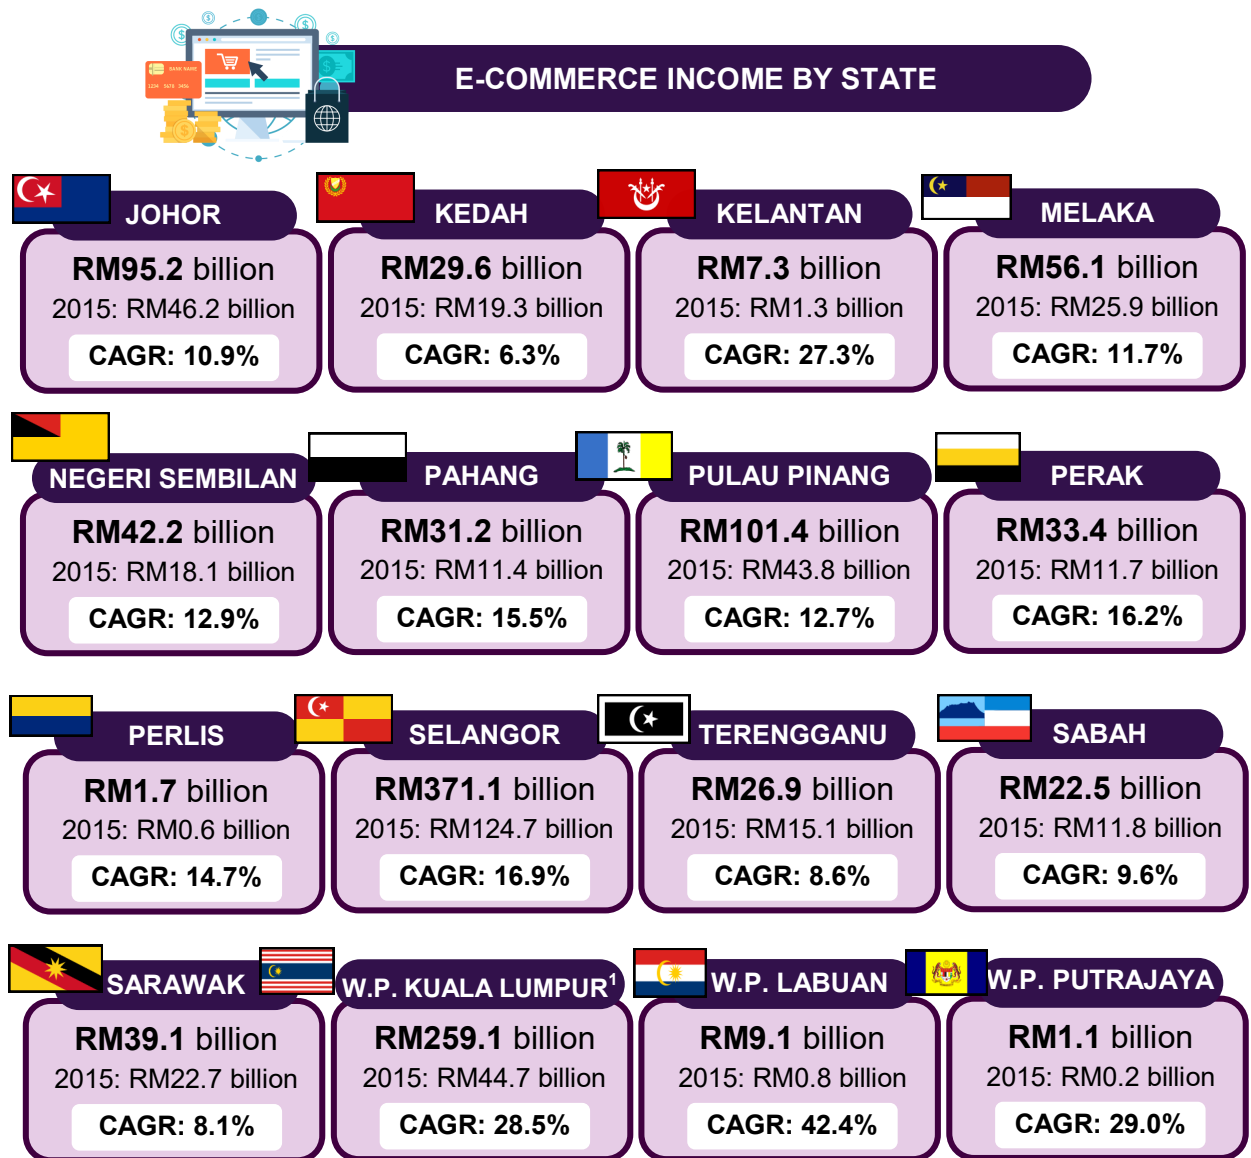 BANK NAME
1234 5678 3456
E-COMMERCE INCOME BY STATE
JOHOR
RM95.2 billion
2015: RM46.2 billion
CAGR: 10.9%
KEDAH
RM29.6 billion
2015: RM19.3 billion
CAGR: 6.3%
KELANTAN
RM7.3 billion
2015: RM1.3 billion
CAGR: 27.3%
MELAKA
RM56.1 billion
2015: RM25.9 billion
CAGR: 11.7%
NEGERI SEMBILAN
RM42.2 billion
2015: RM18.1 billion
CAGR: 12.9%
PAHANG
RM31.2 billion
2015: RM11.4 billion
CAGR: 15.5%
PULAU PINANG
RM101.4 billion
2015: RM43.8 billion
CAGR: 12.7%
PERAK
RM33.4 billion
2015: RM11.7 billion
CAGR: 16.2%
PERLIS
RM1.7 billion
2015: RM0.6 billion
CAGR: 14.7%
SELANGOR
RM371.1 billion
2015: RM124.7 billion
CAGR: 16.9%
TERENGGANU
RM26.9 billion
2015: RM15.1 billion
CAGR: 8.6%
SABAH
RM22.5 billion
2015: RM11.8 billion
CAGR: 9.6%
SARAWAK
RM39.1 billion
2015: RM22.7 billion
CAGR: 8.1%
W.P. KUALA LUMPUR¹
RM259.1 billion
2015: RM44.7 billion
CAGR: 28.5%
W.P. LABUAN
RM9.1 billion
2015: RM0.8 billion
CAGR: 42.4%
W.P. PUTRAJAYA
RM1.1 billion
2015: RM0.2 billion
CAGR: 29.0%